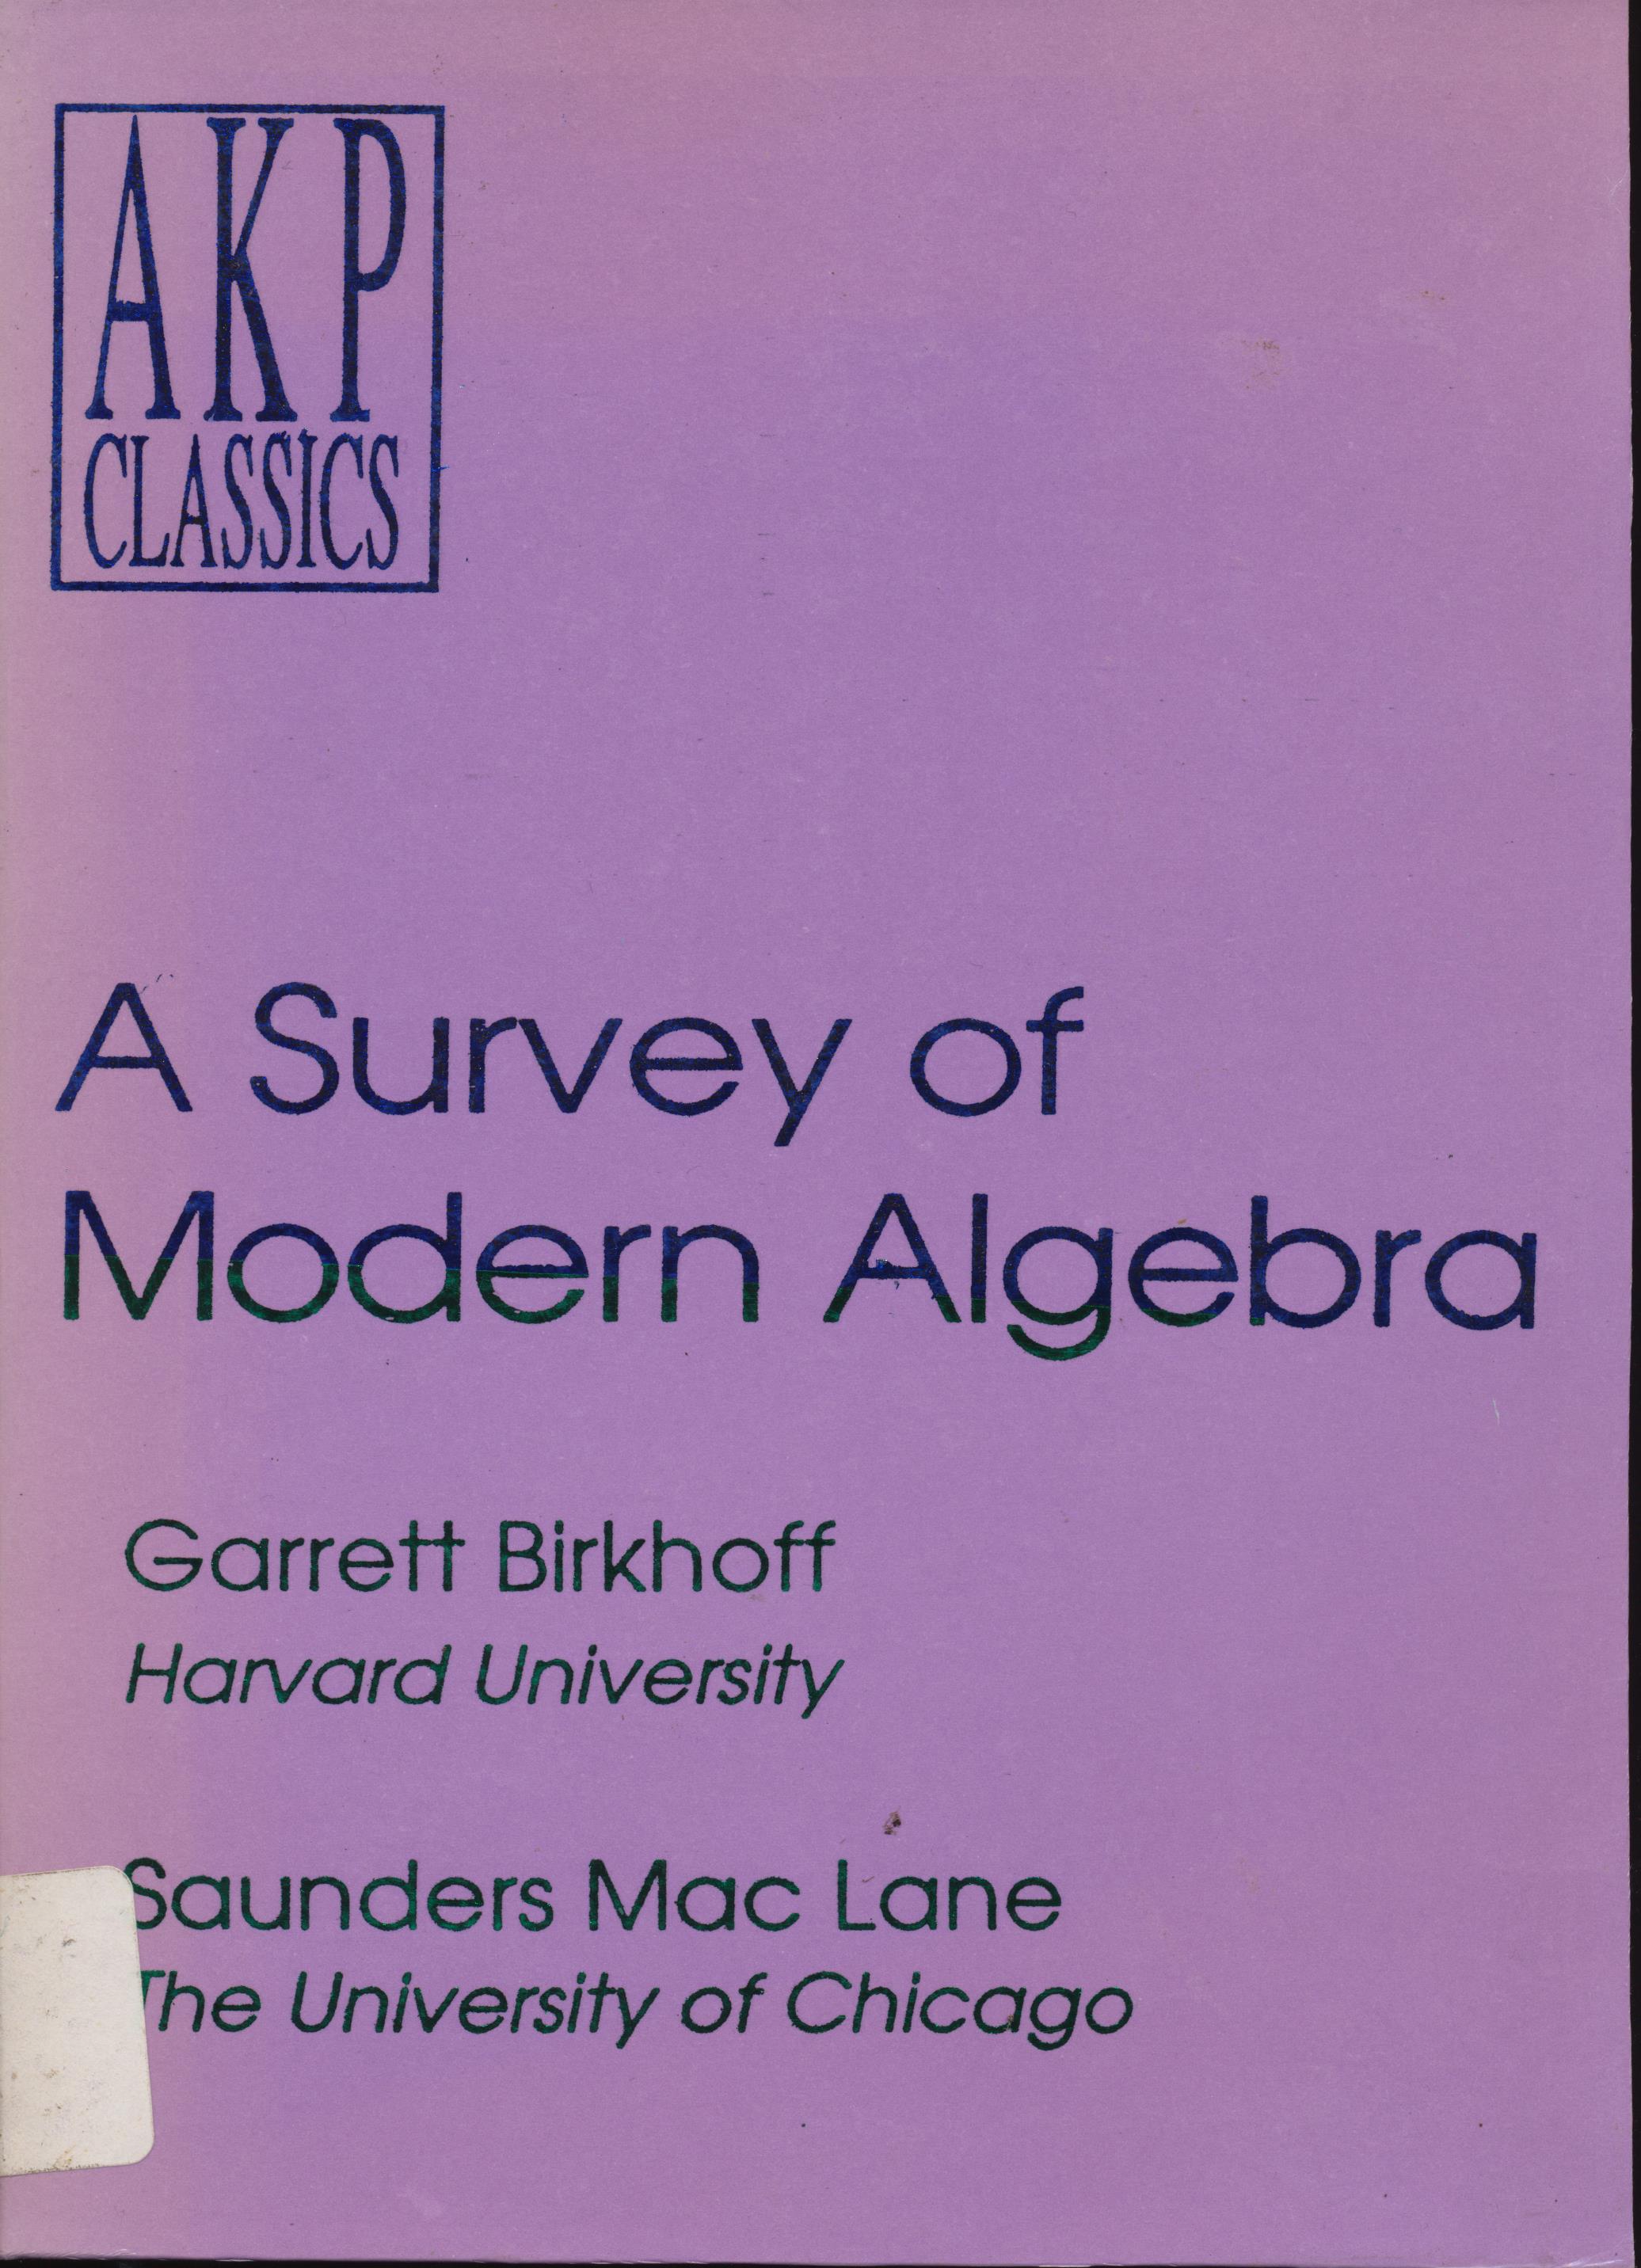 AKP
CLASSICS
A Survey of
Modern Algebra
Garrett Birkhoff
Harvard University
Saunders Mac Lane
The University of Chicago